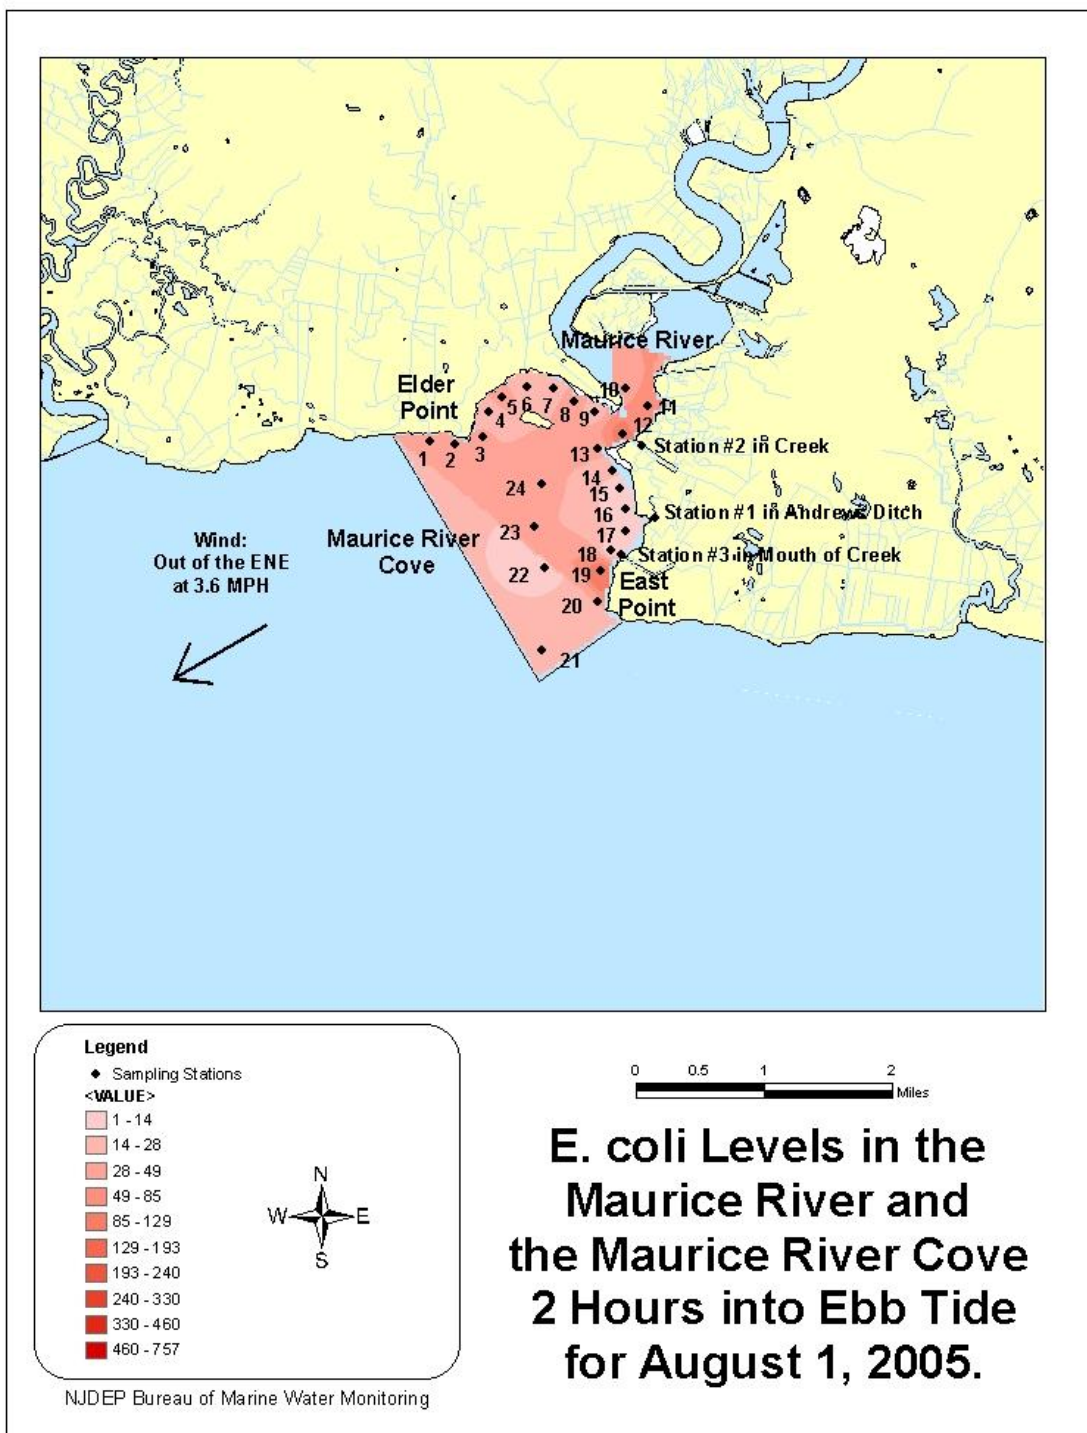 Maurice River
Elder
Point
10
6
7
5
8
9
11
4
12
Station #2 in Creek
1
2
3
13
14
24
15
16
Station #1 in Andrews Ditch
23
17
Maurice River
Cove
18
Station #3 in Mouth of Creek
22
19
East
Point
20
21
Wind:
Out of the ENE
at 3.6 MPH
Legend
Sampling Stations
<VALUE>
1 - 14
14 - 28
28 - 49
49 - 85
85 - 129
129 - 193
193 - 240
240 - 330
330 - 460
460 - 757
N
W E
S
NJDEP Bureau of Marine Water Monitoring
0 0.5 1 2
Miles
E. coli Levels in the
Maurice River and
the Maurice River Cove
2 Hours into Ebb Tide
for August 1, 2005.